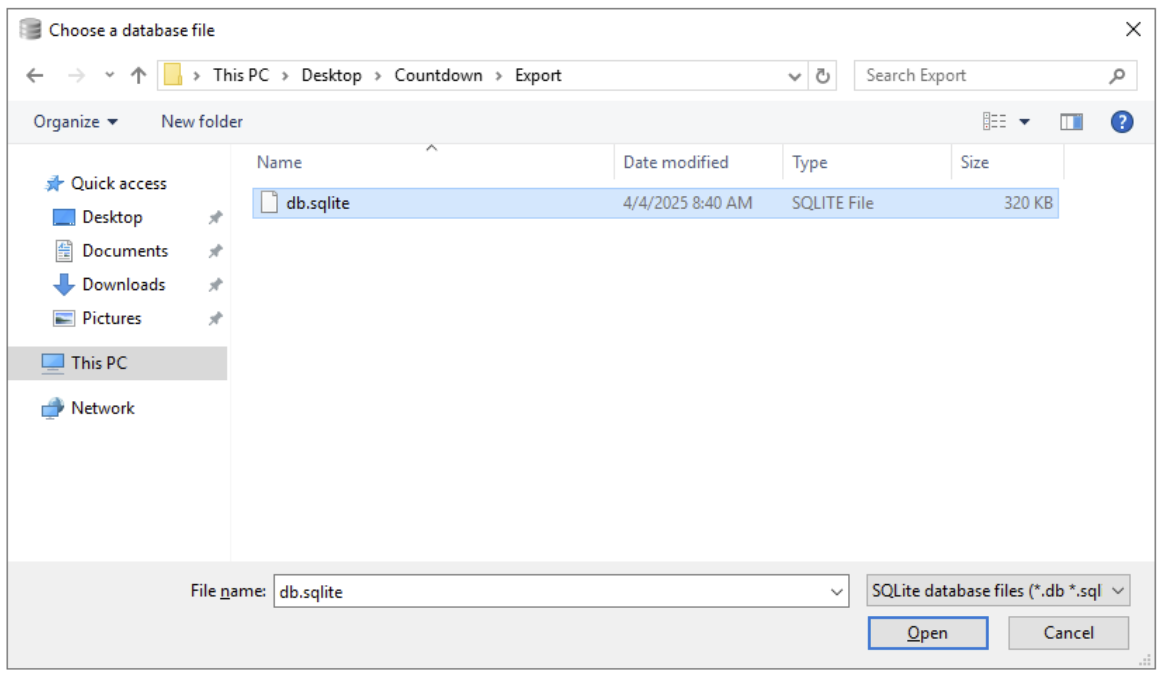 Choose a database file
This PC > Desktop > Countdown > Export
Search Export
Organize
New folder
Name
Date modified
Type
Size
Quick access
Desktop
Documents
Downloads
Pictures
This PC
Network
db.sqlite
4/4/2025 8:40 AM
SQLITE File
320 KB
File name:
db.sqlite
SQLite database files (*.db *.sql
Open
Cancel